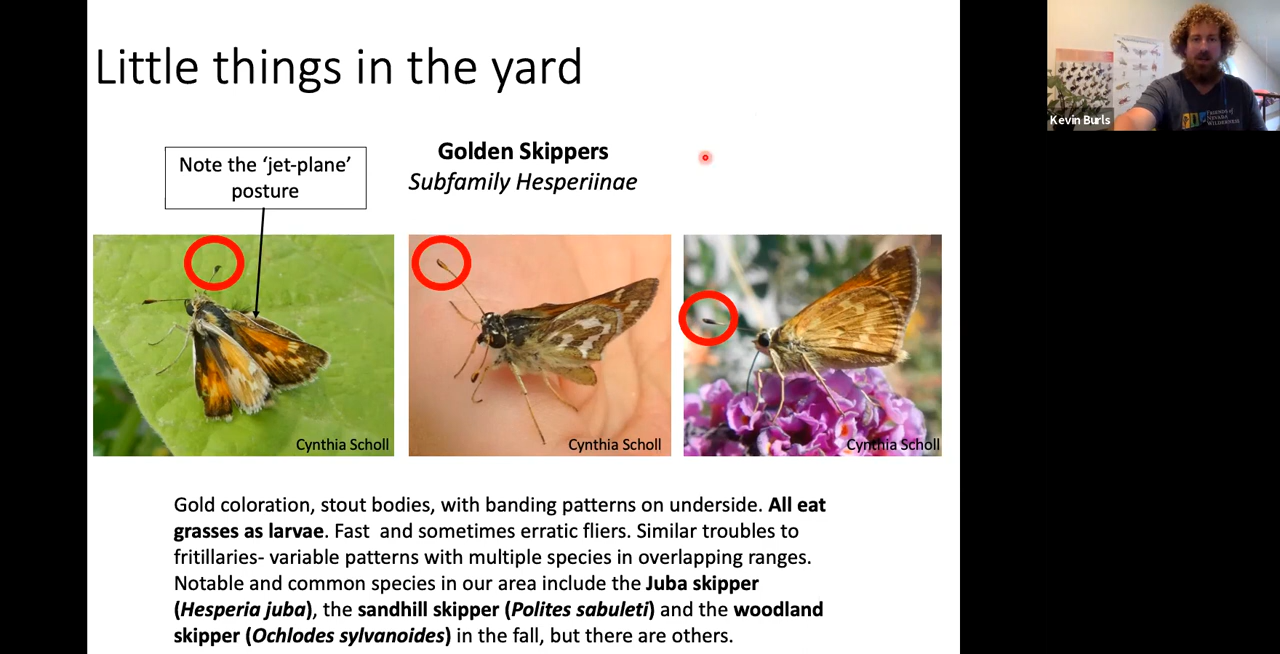 Little things in the yard
Note the ‘jet-plane’
posture
Golden Skippers
Subfamily Hesperiinae
Cynthia Scholl
Cynthia Scholl
Cynthia Scholl
Gold coloration, stout bodies, with banding patterns on underside. All eat
grasses as larvae. Fast and sometimes erratic fliers. Similar troubles to
fritillaries- variable patterns with multiple species in overlapping ranges.
Notable and common species in our area include the Juba skipper
(Hesperia juba), the sandhill skipper (Polites sabuleti) and the woodland
skipper (Ochlodes sylvanoides) in the fall, but there are others.
Kevin Burls
FRIENDS OF
NEVADA
WILDERNESS